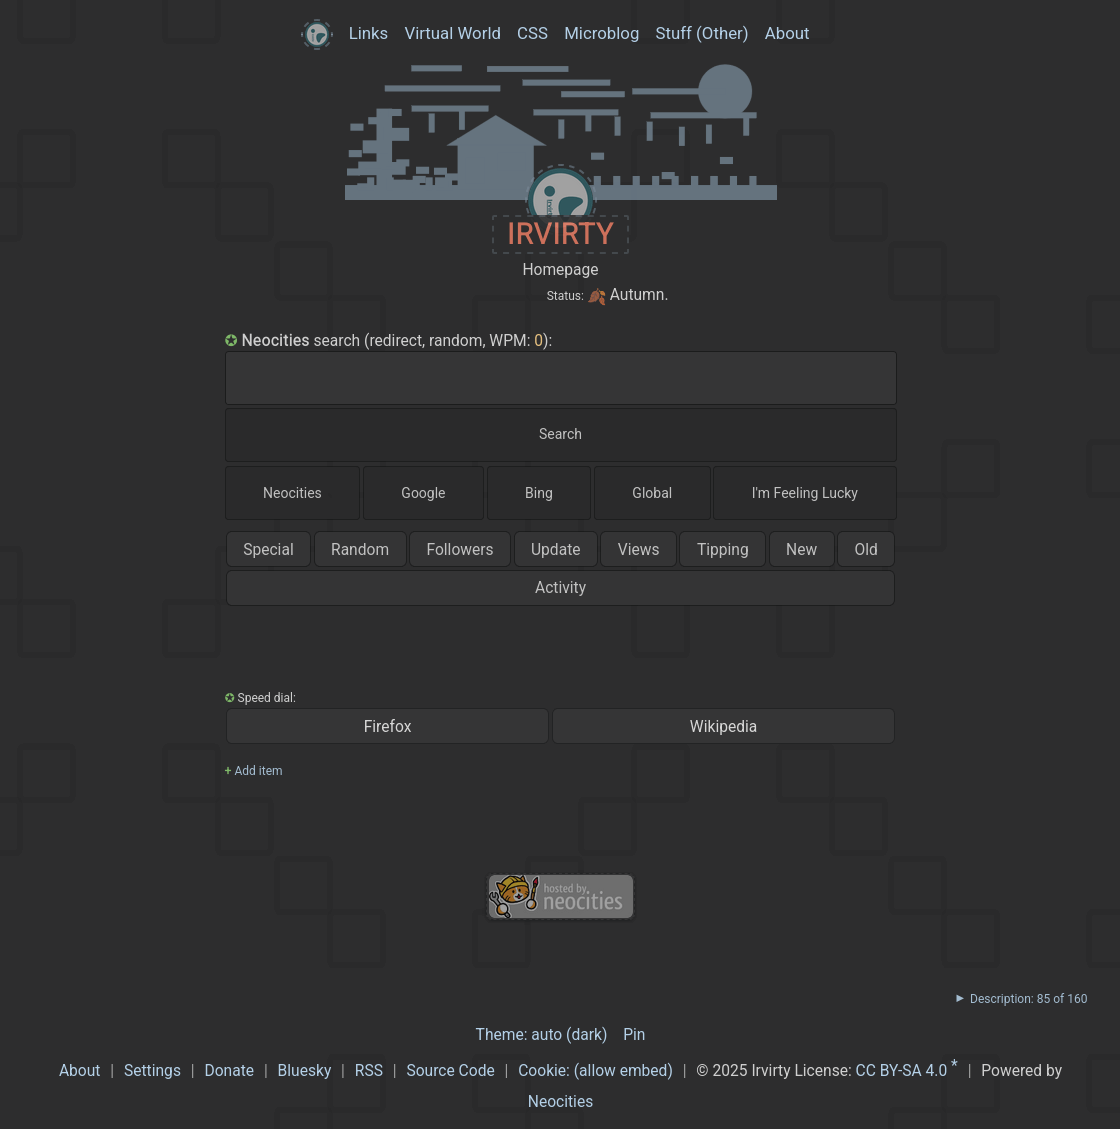 Links Virtual World CSS Microblog Stuff (Other) About
IRVIRTY
Homepage
Status: 🍂 Autumn.
✪ Neocities search (redirect, random, WPM: 0):
Search
Neocities Google Bing Global I'm Feeling Lucky
Special Random Followers Update Views Tipping New Old
Activity
✪ Speed dial:
Firefox Wikipedia
+ Add item
hosted by
neocities
▶ Description: 85 of 160
Theme: auto (dark) Pin
About | Settings | Donate | Bluesky | RSS | Source Code | Cookie: (allow embed) | © 2025 Irvirty License: CC BY-SA 4.0 * | Powered by
Neocities